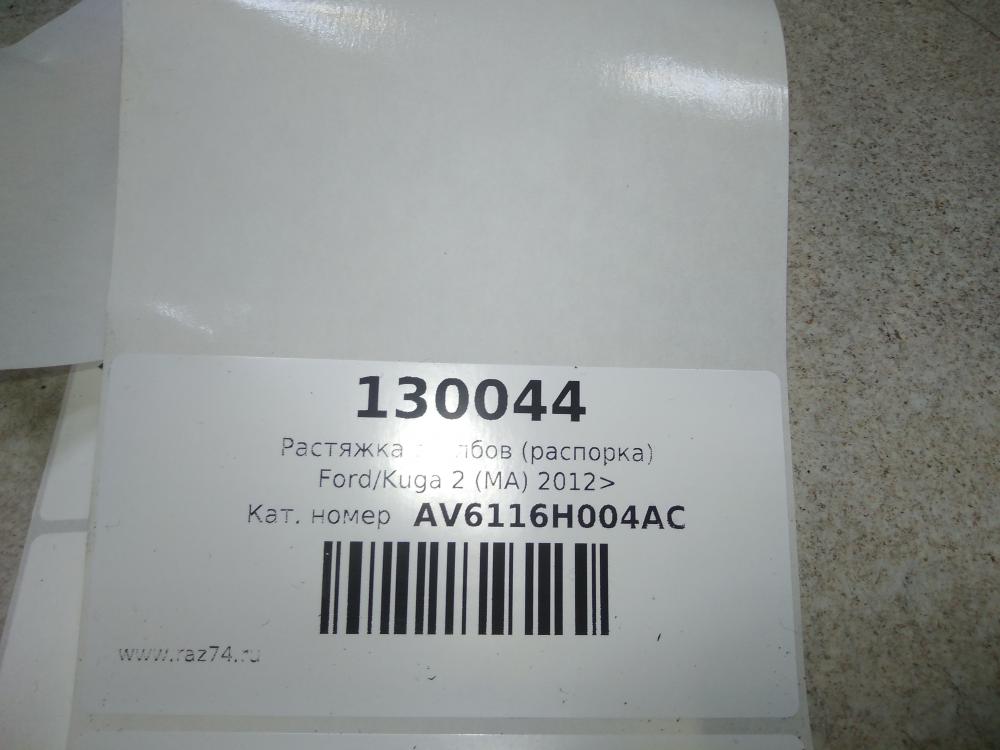 130044
Растяжка (распорка)
Ford/Kuga 2 (MA) 2012>
Кат. номер AV6116H004AC
www.raz74.ru